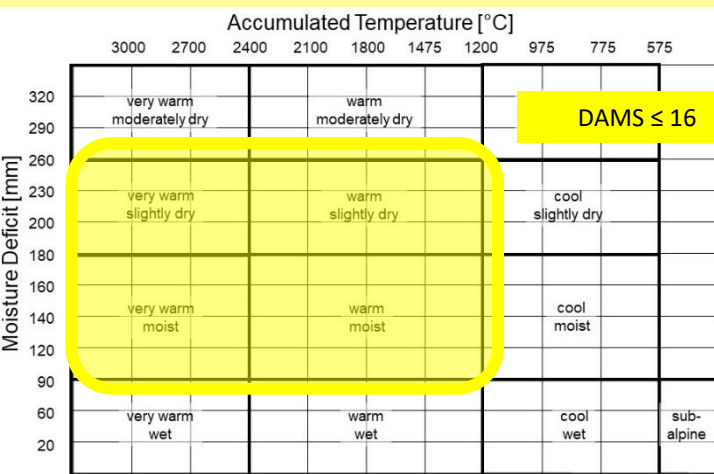 Accumulated Temperature [°C]
3000 2700 2400 2100 1800 1475 1200 975 775 575
Moisture Deficit [mm]
320
290
260
230
200
180
160
140
120
90
60
20
very warm
moderately dry
warm
moderately dry
DAMS ≤ 16
very warm
slightly dry
warm
slightly dry
cool
slightly dry
very warm
moist
warm
moist
cool
moist
very warm
wet
warm
wet
cool
wet
sub-
alpine